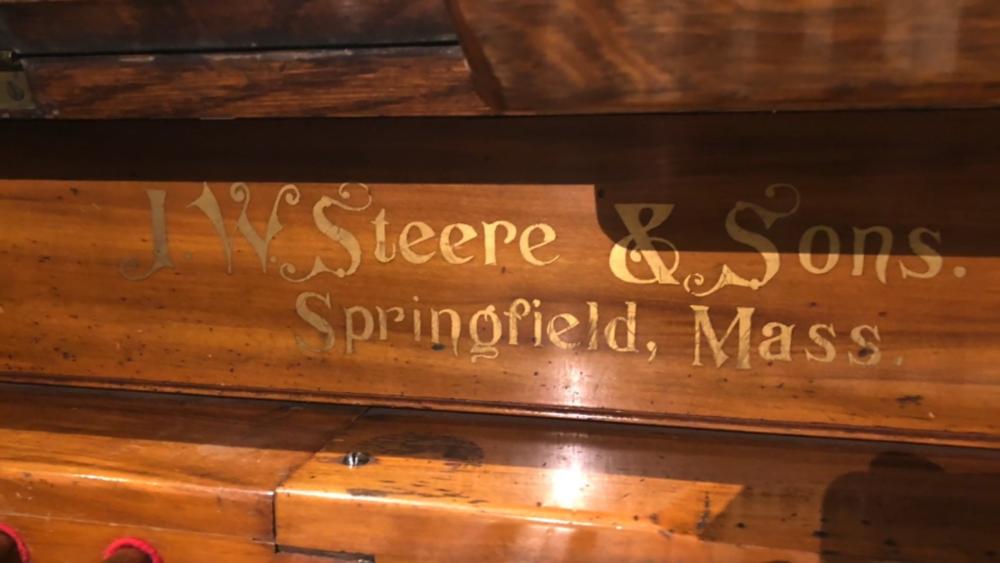 J.W. Steere & Sons.
Springfield, Mass.